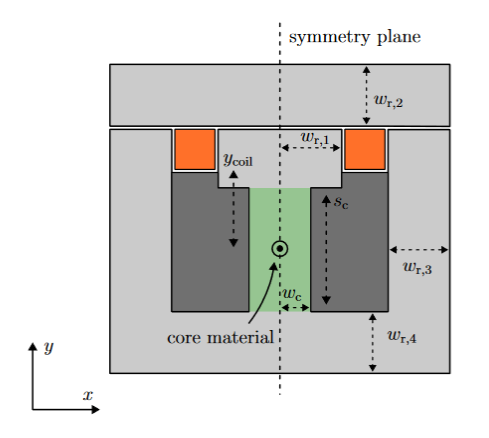 symmetry plane
w_{r,2}
w_{r,1}
y_{coil}
s_c
w_{r,3}
w_c
core material
w_{r,4}
y
x